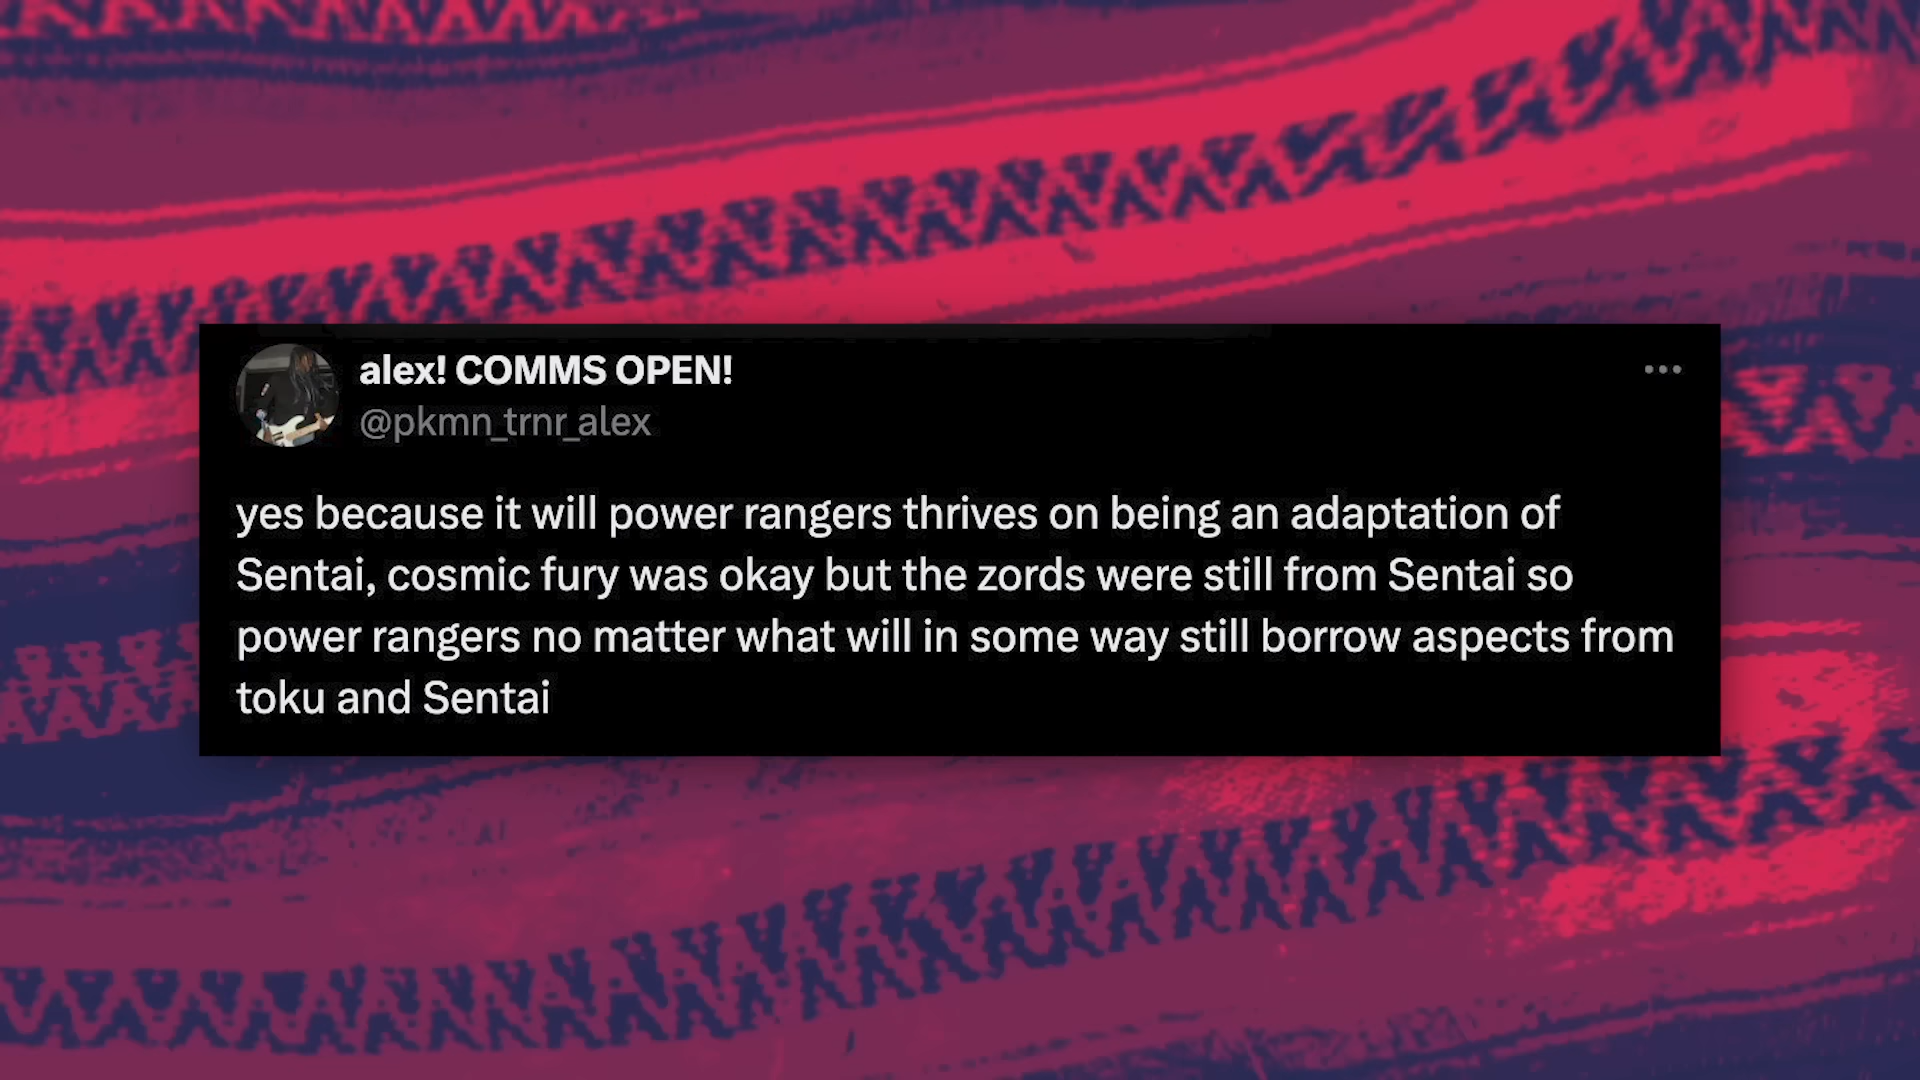 alex! COMMS OPEN!
@pkmn_trnr_alex
yes because it will power rangers thrives on being an adaptation of
Sentai, cosmic fury was okay but the zords were still from Sentai so
power rangers no matter what will in some way still borrow aspects from
toku and Sentai